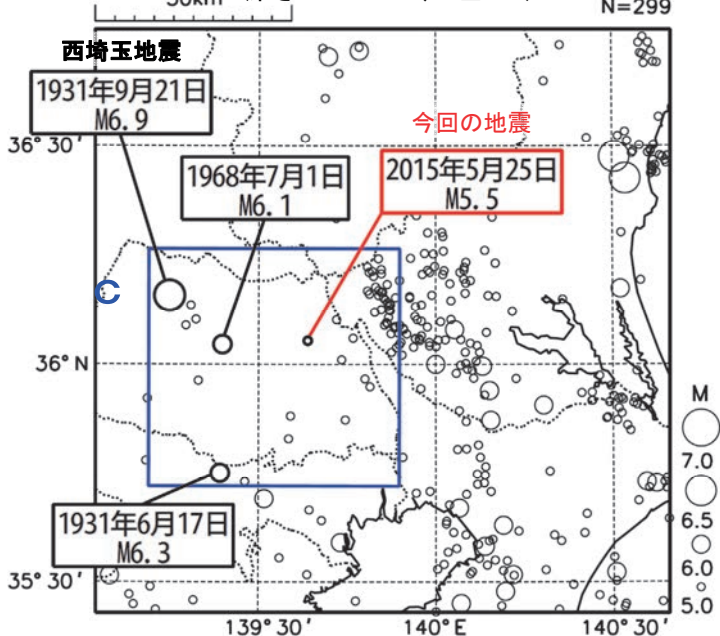 N=299
西埼玉地震
1931年9月21日
M6.9
今回の地震
36°30'
1968年7月1日
M6.1
2015年5月25日
M5.5
C
36°N
M
7.0
6.5
6.0
5.0
1931年6月17日
M6.3
35°30'
139°30'
140°E
140°30'